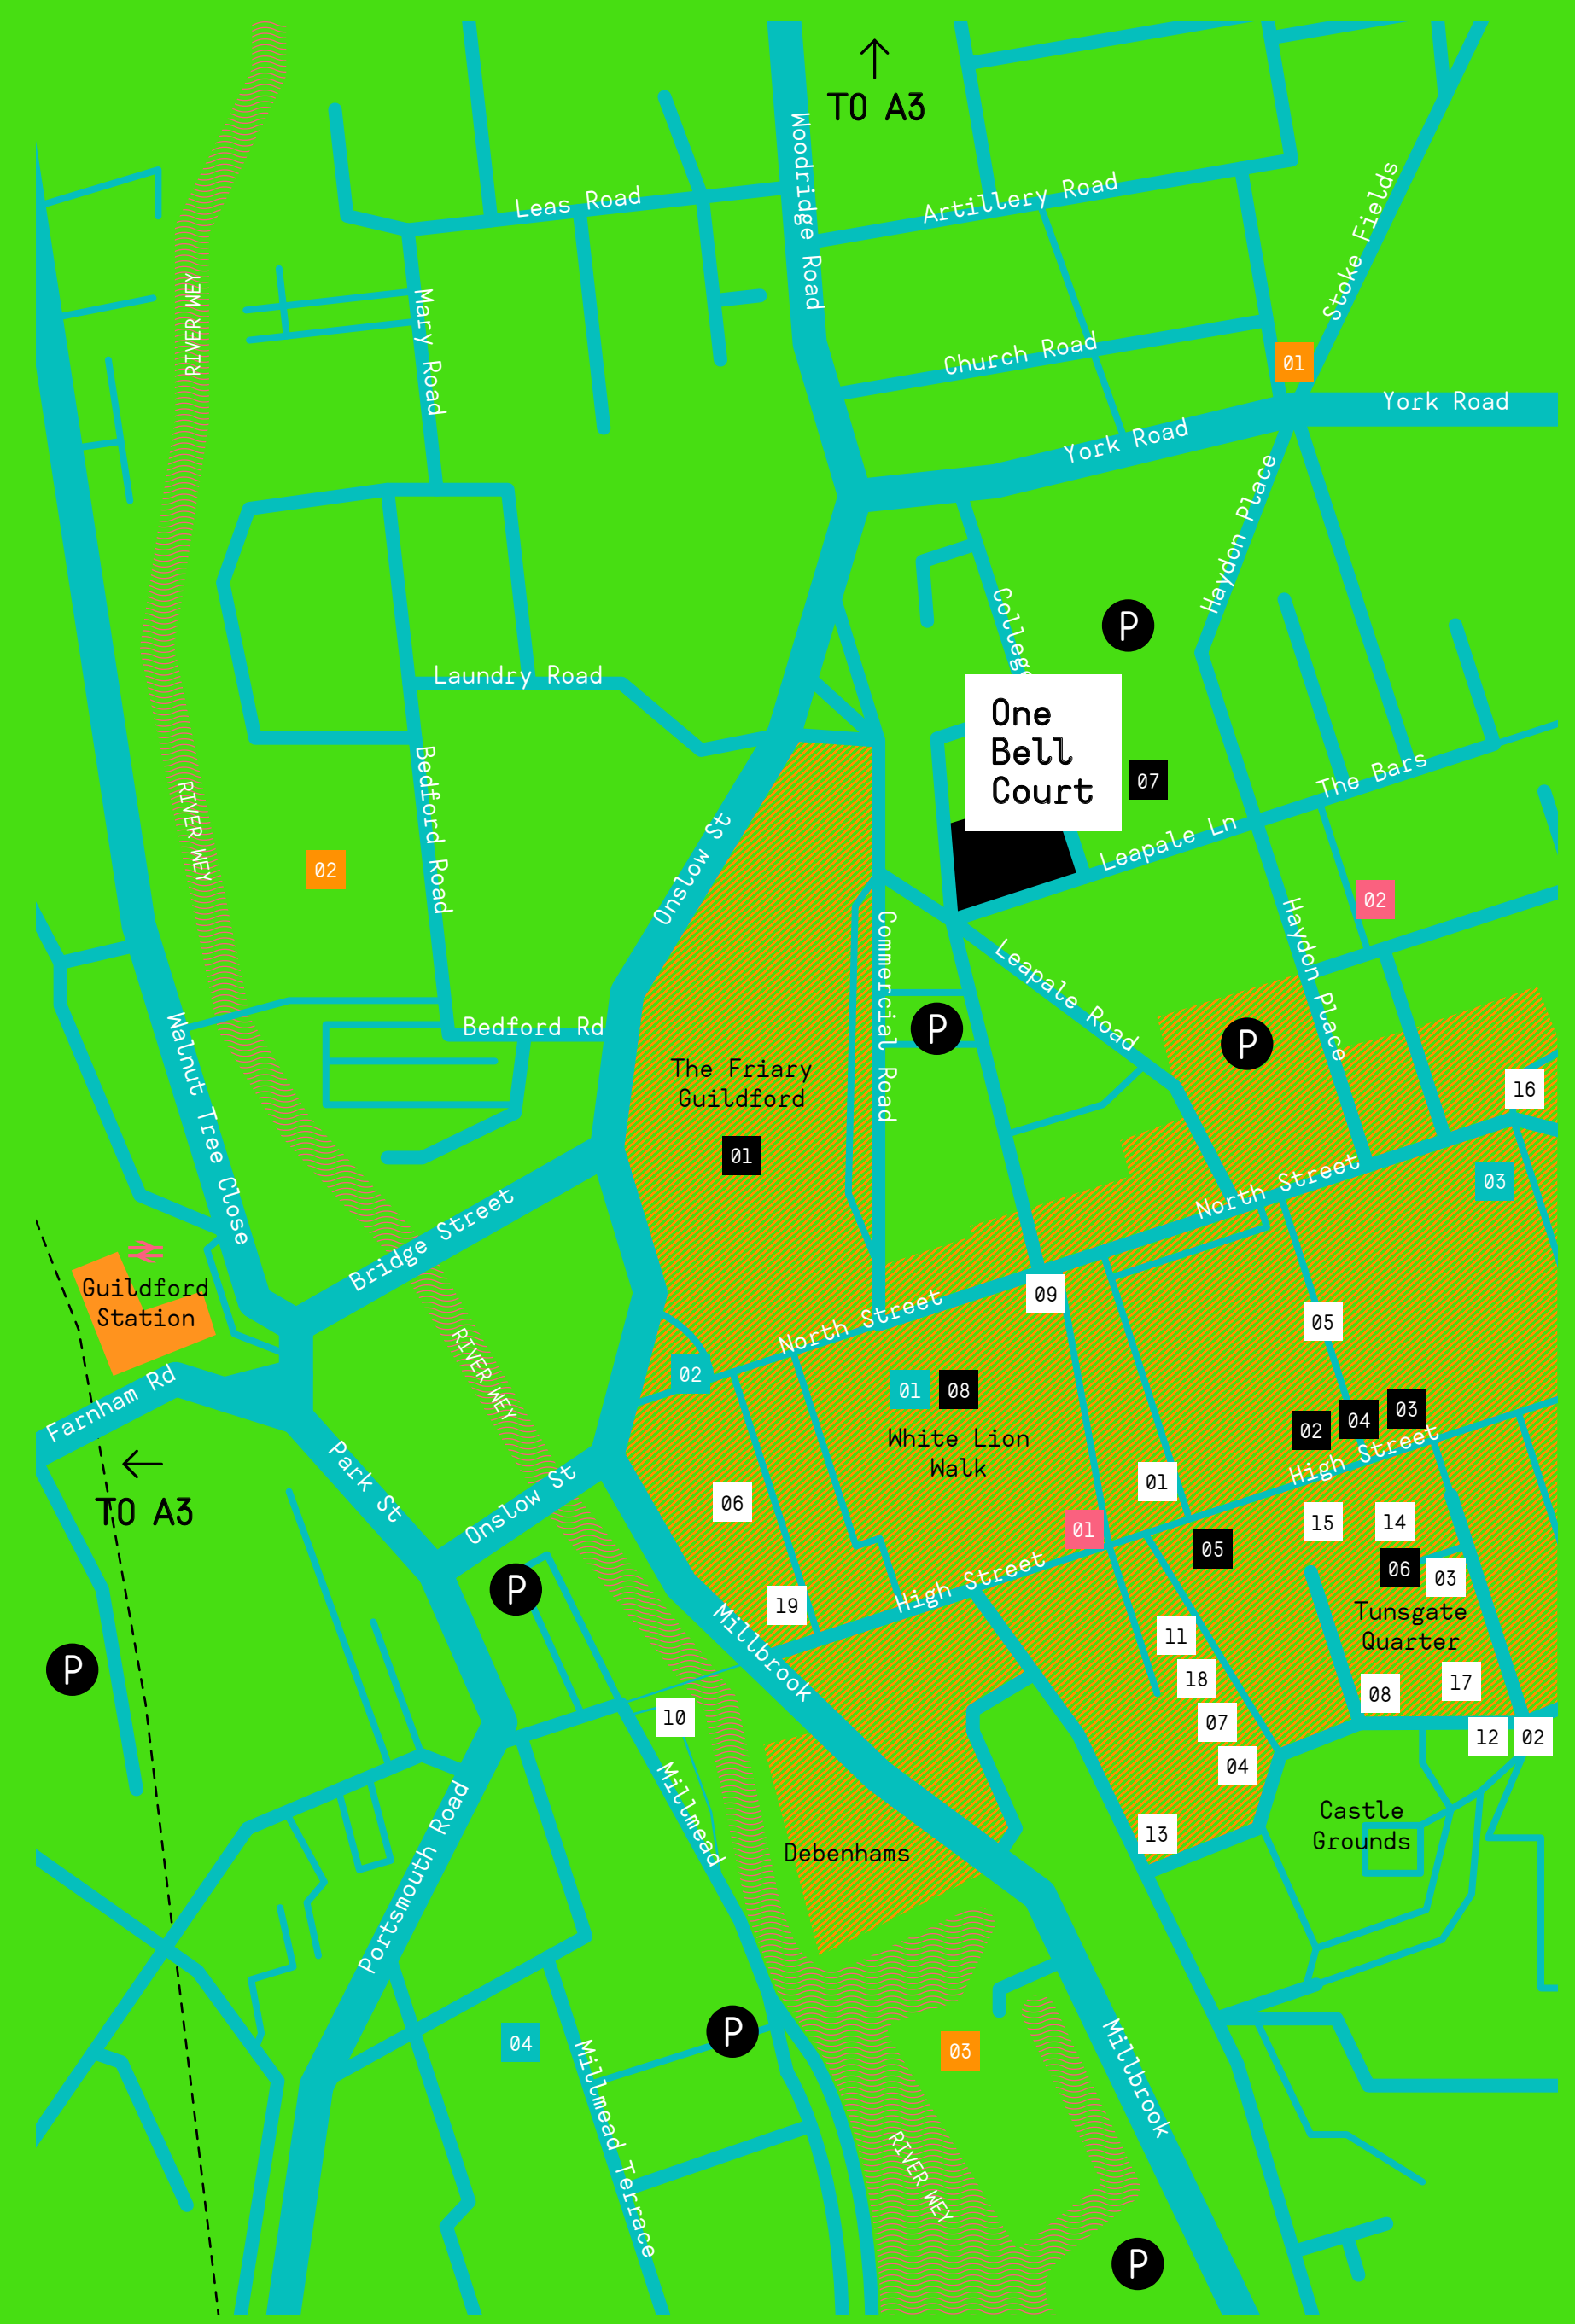 TO A3
Woodridge Road
Leas Road
Artillery Road
Stoke Fields
RIVER WEY
Mary Road
Church Road
01
York Road
York Road
Haydon Place
P
College
Laundry Road
One
Bell
Court
07
The Bars
Leapale Ln
RIVER WEY
Bedford Road
02
Onslow St
02
Commercial Road
Leapale Road
Haydon Place
Walnut Tree Close
Bedford Rd
P
P
The Friary
Guildford
01
16
03
North Street
Bridge Street
Guildford
Station
09
05
North Street
RIVER WEY
Farnham Rd
02
01
08
White Lion
Walk
02
04
03
High Street
TO A3
Park St
Onslow St
06
01
01
05
15
14
06
03
P
19
High Street
Tunsgate
Quarter
Millbrook
11
18
07
04
08
17
12
02
P
10
Millmead
Portsmouth Road
13
Castle
Grounds
Debenhams
04
P
03
Millbrook
Millmead Terrace
RIVER WEY
P